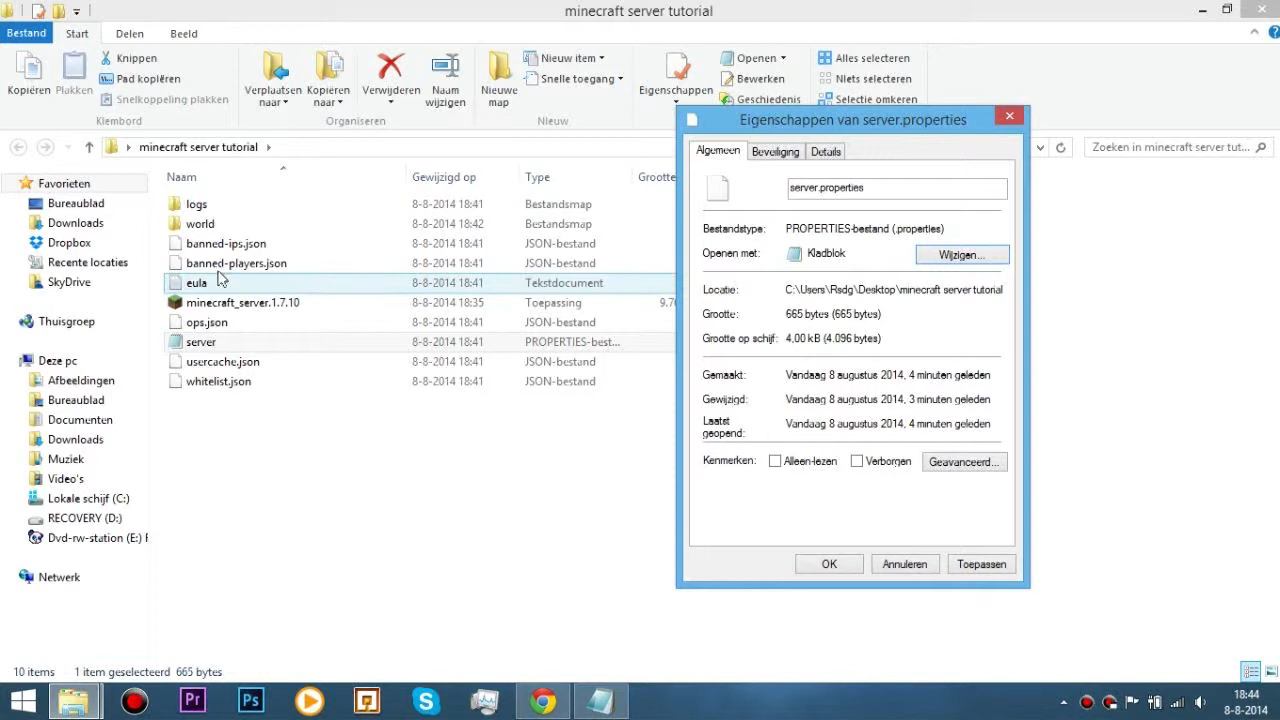 minecraft server tutorial
Bestand Start Delen Beeld
Kopiëren
Plakken
Knippen
Pad kopiëren
Snelkoppeling plakken
Klembord
Verplaatsen naar
Kopiëren naar
Verwijderen
Naam wijzigen
Organiseren
Nieuwe map
Nieuw item
Snelle toegang
Nieuw
Eigenschappen
Openen
Bewerken
Geschiedenis
Alles selecteren
Niets selecteren
Selectie omkeren
minecraft server tutorial
Zoeken in minecraft server tut...
Favorieten
Bureaublad
Downloads
Dropbox
Recente locaties
SkyDrive
Thuisgroep
Deze pc
Afbeeldingen
Bureaublad
Documenten
Downloads
Muziek
Video's
Lokale schijf (C:)
RECOVERY (D:)
Dvd-rw-station (E:) F
Netwerk
Naam Gewijzigd op Type Grootte
logs 8-8-2014 18:41 Bestandsmap
world 8-8-2014 18:42 Bestandsmap
banned-ips.json 8-8-2014 18:41 JSON-bestand
banned-players.json 8-8-2014 18:41 JSON-bestand
eula 8-8-2014 18:41 Tekstdocument
minecraft_server.1.7.10 8-8-2014 18:35 Toepassing
ops.json 8-8-2014 18:41 JSON-bestand
server 8-8-2014 18:41 PROPERTIES-best...
usercache.json 8-8-2014 18:41 JSON-bestand
whitelist.json 8-8-2014 18:41 JSON-bestand
Eigenschappen van server.properties
Algemeen Beveiliging Details
server.properties
Bestandstype: PROPERTIES-bestand (.properties)
Openen met: Kladblok Wijzigen...
Locatie: C:\Users\Rsdg\Desktop\minecraft server tutorial
Grootte: 665 bytes (665 bytes)
Grootte op schijf: 4,00 kB (4.096 bytes)
Gemaakt: Vandaag 8 augustus 2014, 4 minuten geleden
Gewijzigd: Vandaag 8 augustus 2014, 3 minuten geleden
Laatst geopend: Vandaag 8 augustus 2014, 4 minuten geleden
Kenmerken: Alleen-lezen Verborgen Geavanceerd...
OK Annuleren Toepassen
10 items 1 item geselecteerd 665 bytes
Pr Ps
18:44
8-8-2014